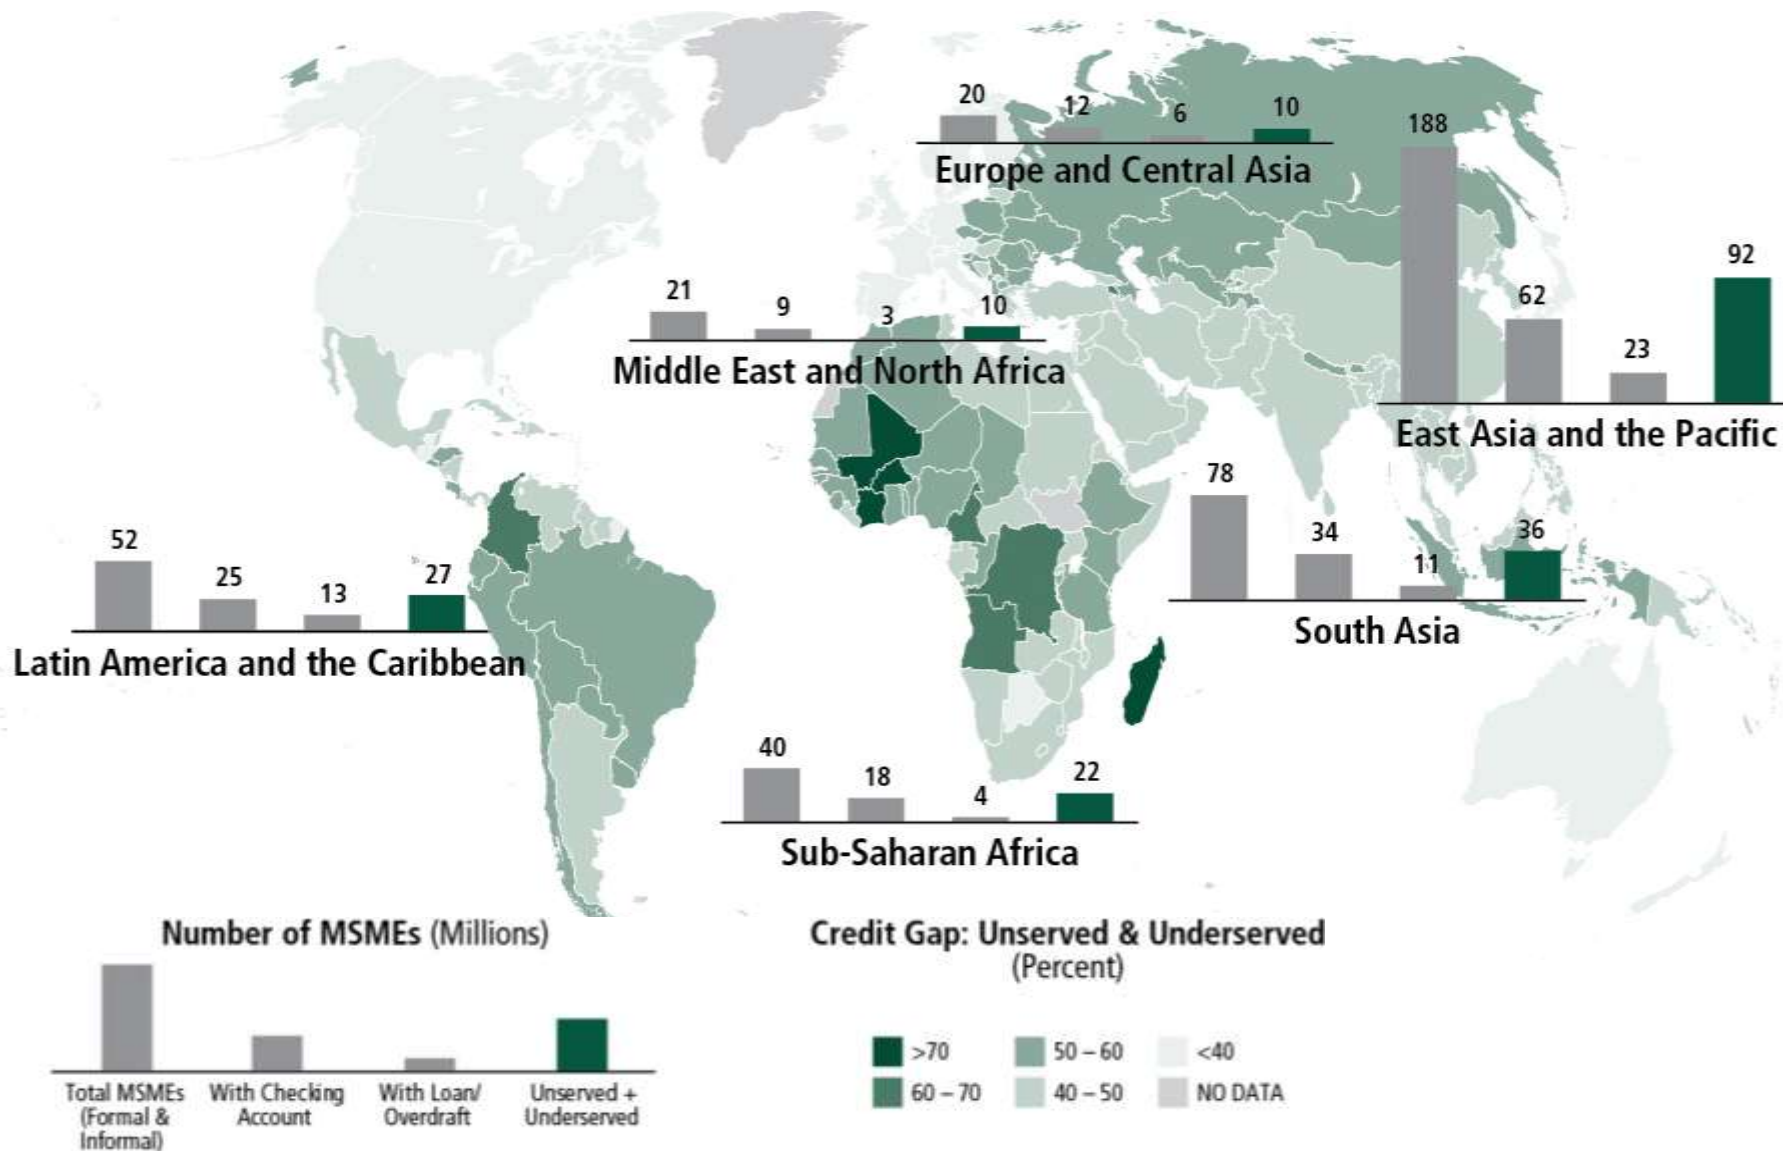 20 12 6 10
Europe and Central Asia
188 62 23 92
East Asia and the Pacific
21 9 3 10
Middle East and North Africa
78 34 11 36
South Asia
52 25 13 27
Latin America and the Caribbean
40 18 4 22
Sub-Saharan Africa
Number of MSMEs (Millions)
Total MSMEs
(Formal &
Informal)
With Checking
Account
With Loan/
Overdraft
Unserved +
Underserved
Credit Gap: Unserved & Underserved
(Percent)
>70 50 – 60 <40
60 – 70 40 – 50 NO DATA